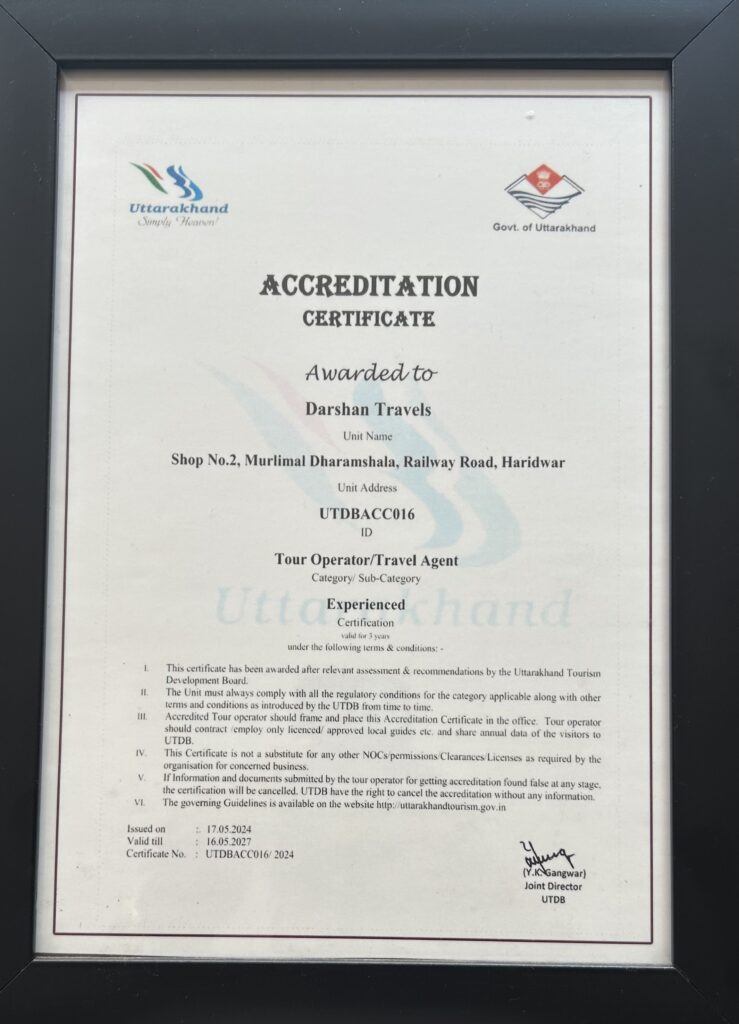 Uttarakhand
Simply Heaven!
Govt. of Uttarakhand
ACCREDITATION
CERTIFICATE
Awarded to
Darshan Travels
Unit Name
Shop No.2, Murlimal Dharamshala, Railway Road, Haridwar
Unit Address
UTDBACC016
ID
Tour Operator/Travel Agent
Category/ Sub-Category
Experienced
Uttarakhand
Certification
valid for 3 years
under the following terms & conditions: -
I. This certificate has been awarded after relevant assessment & recommendations by the Uttarakhand Tourism
Development Board.
II. The Unit must always comply with all the regulatory conditions for the category applicable along with other
terms and conditions as introduced by the UTDB from time to time.
III. Accredited Tour operator should frame and place this Accreditation Certificate in the office. Tour operator
should contract /employ only licenced/ approved local guides etc. and share annual data of the visitors to
UTDB.
IV. This Certificate is not a substitute for any other NOCs/permissions/Clearances/Licenses as required by the
organisation for concerned business.
V. If Information and documents submitted by the tour operator for getting accreditation found false at any stage,
the certification will be cancelled. UTDB have the right to cancel the accreditation without any information.
VI. The governing Guidelines is available on the website http://uttarakhandtourism.gov.in
Issued on : 17.05.2024
Valid till : 16.05.2027
Certificate No. : UTDBACC016/ 2024
(Y.K.Gangwar)
Joint Director
UTDB